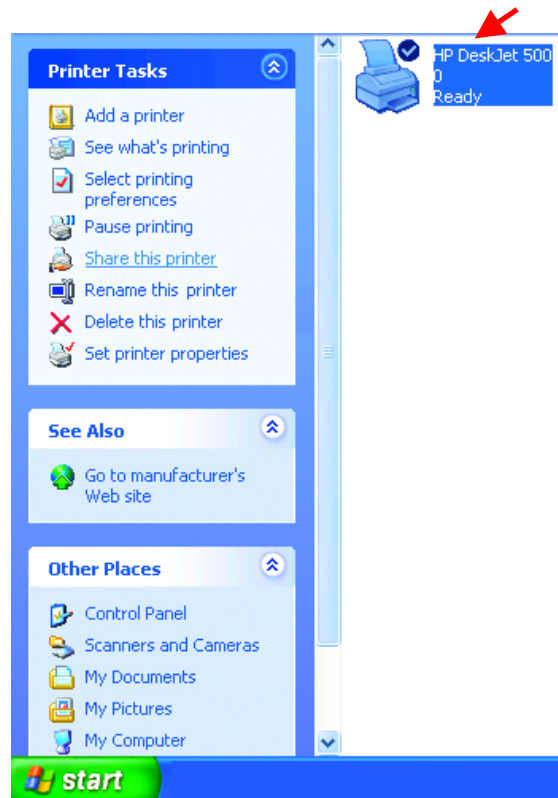 Printer Tasks
Add a printer
See what's printing
Select printing
preferences
Pause printing
Share this printer
Rename this printer
Delete this printer
Set printer properties
See Also
Go to manufacturer's
Web site
Other Places
Control Panel
Scanners and Cameras
My Documents
My Pictures
My Computer
HP DeskJet 500
0
Ready
start